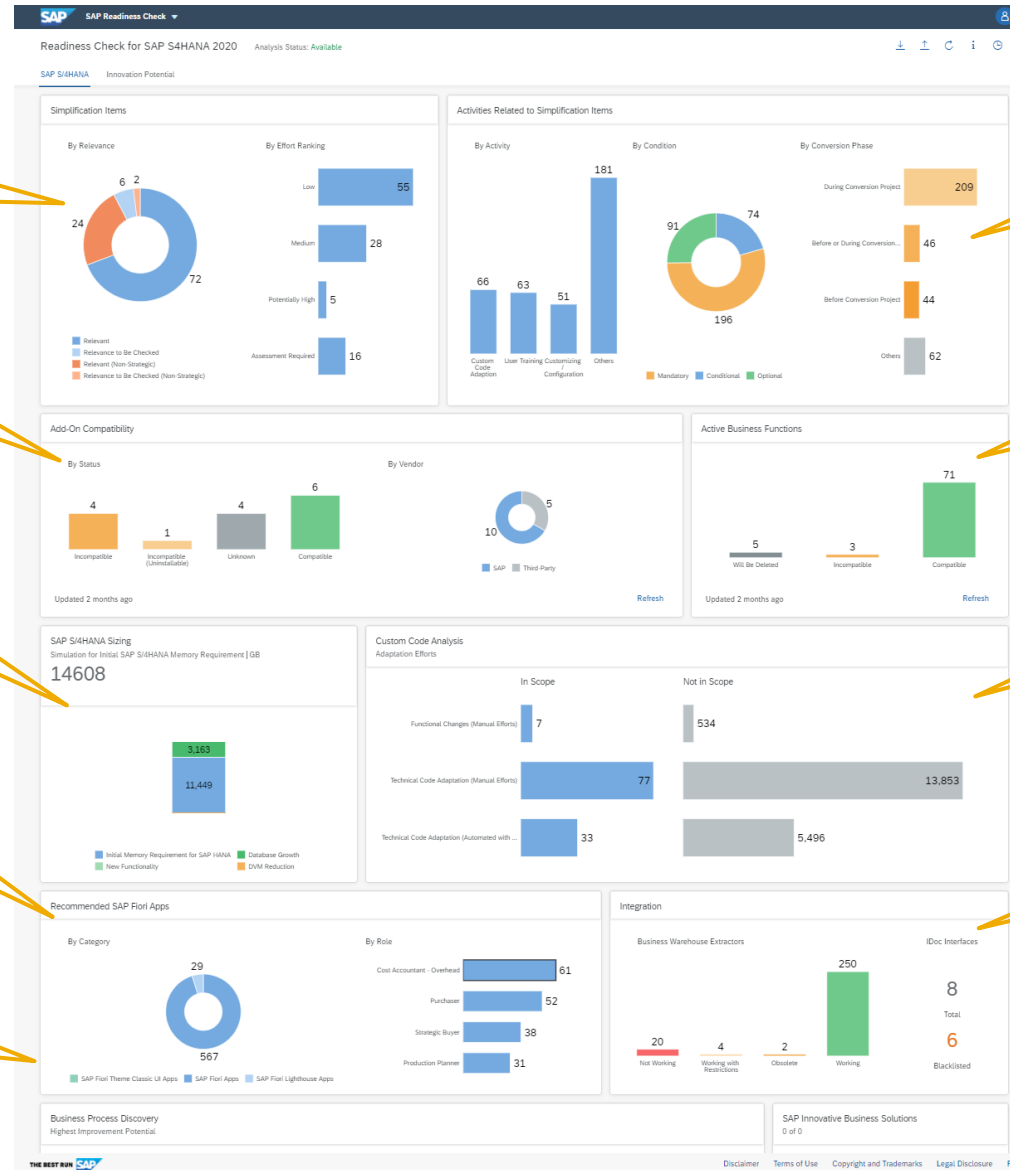 SAP SAP Readiness Check
Readiness Check for SAP S4HANA 2020 Analysis Status: Available
SAP S/4HANA Innovation Potential
Simplification Items
By Relevance
6 2
24
72
Relevant
Relevance to Be Checked
Relevant (Non-Strategic)
Relevance to Be Checked (Non-Strategic)
By Effort Ranking
Low 55
Medium 28
Potentially High 5
Assessment Required 16
Activities Related to Simplification Items
By Activity
181
66 63 51
Custom Code Adaption
User Training
Customizing / Configuration
Others
By Condition
91 74
196
Mandatory Conditional Optional
By Conversion Phase
During Conversion Project 209
Before or During Conversion... 46
Before Conversion Project 44
Others 62
Add-On Compatibility
By Status
4 1 4 6
Incompatible
Incompatible (Uninstallable)
Unknown
Compatible
By Vendor
10 5
SAP Third-Party
Updated 2 months ago Refresh
Active Business Functions
5 3 71
Will Be Deleted Incompatible Compatible
Updated 2 months ago Refresh
SAP S/4HANA Sizing
Simulation for Initial SAP S/4HANA Memory Requirement | GB
14608
3,163
11,449
Initial Memory Requirement for SAP HANA Database Growth
New Functionality DVM Reduction
Custom Code Analysis
Adaptation Efforts
In Scope Not in Scope
Functional Changes (Manual Efforts) 7 534
Technical Code Adaptation (Manual Efforts) 77 13,853
Technical Code Adaptation (Automated with ... 33 5,496
Recommended SAP Fiori Apps
By Category
29
567
SAP Fiori Theme Classic UI Apps SAP Fiori Apps SAP Fiori Lighthouse Apps
By Role
Cost Accountant - Overhead 61
Purchaser 52
Strategic Buyer 38
Production Planner 31
Integration
Business Warehouse Extractors
20 4 2 250
Not Working
Working with Restrictions
Obsolete
Working
IDoc Interfaces
8
Total
6
Blacklisted
Business Process Discovery
Highest Improvement Potential
SAP Innovative Business Solutions
0 of 0
THE BEST RUN SAP
Disclaimer Terms of Use Copyright and Trademarks Legal Disclosure